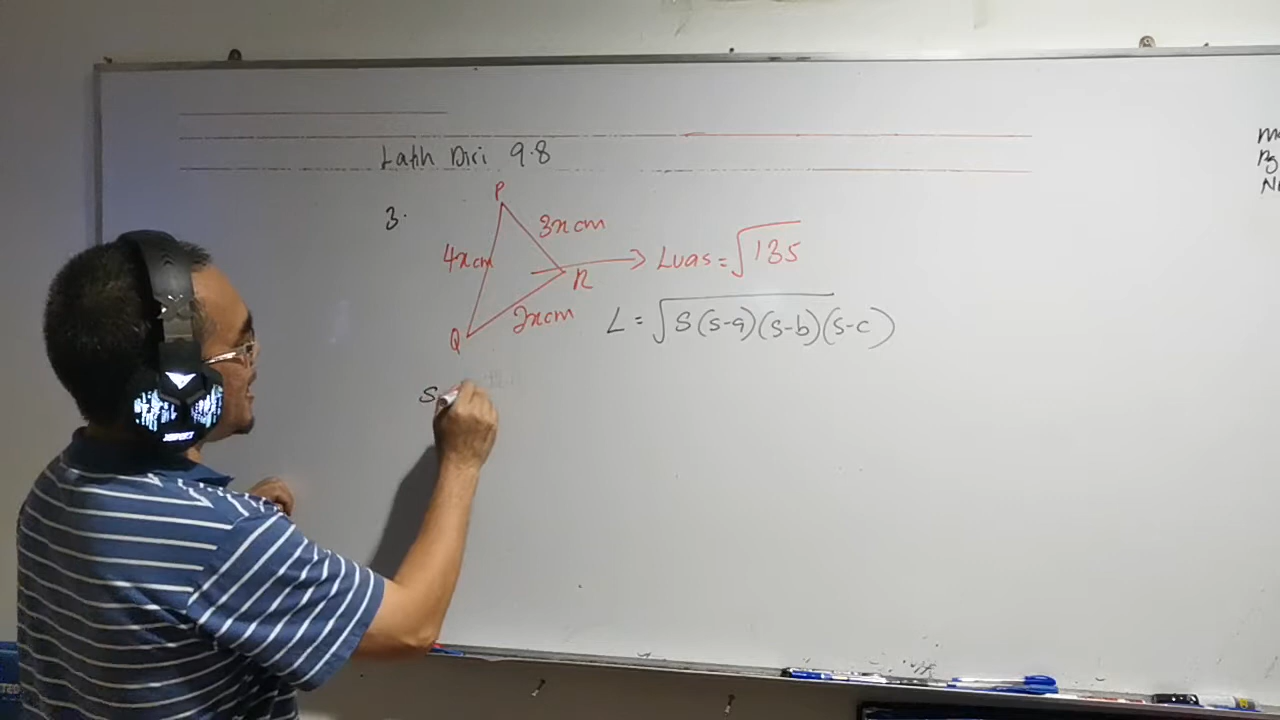 Latih Diri 9.8
3.
P
3x cm
4x cm
R
Luas = √135
2x cm
Q
L = √S(s-a)(s-b)(s-c)
S